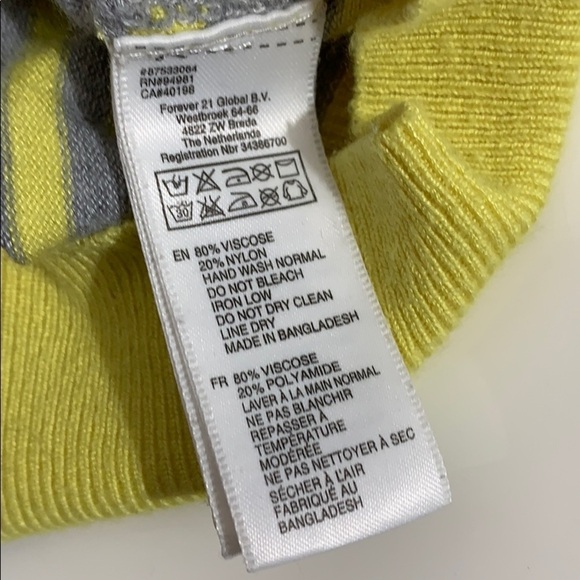 #87533064
RN#94981
CA#40198
Forever 21 Global B.V.
Westbroek 64-66
4822 ZW Breda
The Netherlands
Registration Nbr 34366700
30
EN 80% VISCOSE
20% NYLON
HAND WASH NORMAL
DO NOT BLEACH
IRON LOW
DO NOT DRY CLEAN
LINE DRY
MADE IN BANGLADESH
FR 80% VISCOSE
20% POLYAMIDE
LAVER À LA MAIN NORMAL
NE PAS BLANCHIR
REPASSER À
TEMPÉRATURE
MODÉRÉE
NE PAS NETTOYER À SEC
SÉCHER À L'AIR
FABRIQUÉ AU
BANGLADESH